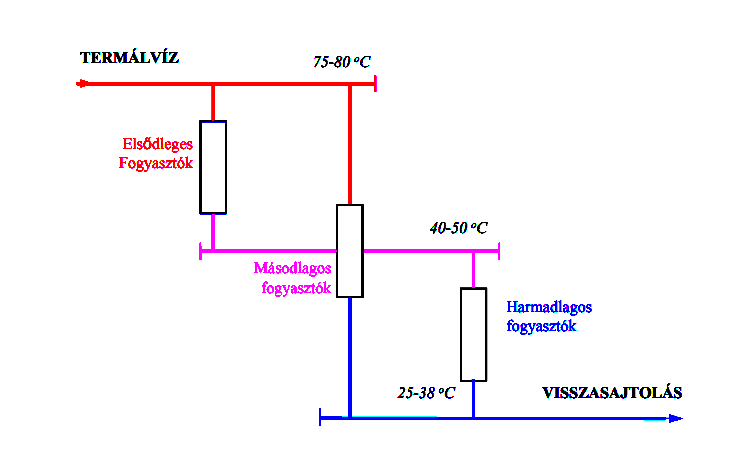 TERMÁLVÍZ
75-80 °C
Elsődleges
Fogyasztók
40-50 °C
Másodlagos
fogyasztók
Harmadlagos
fogyasztók
25-38 °C
VISSZASAJTOLÁS